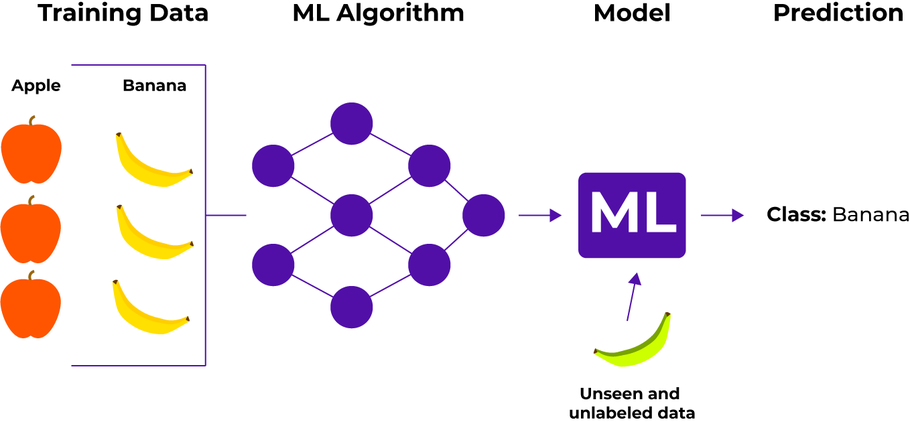 Training Data
ML Algorithm
Model
Prediction
Apple
Banana
ML
Class: Banana
Unseen and
unlabeled data